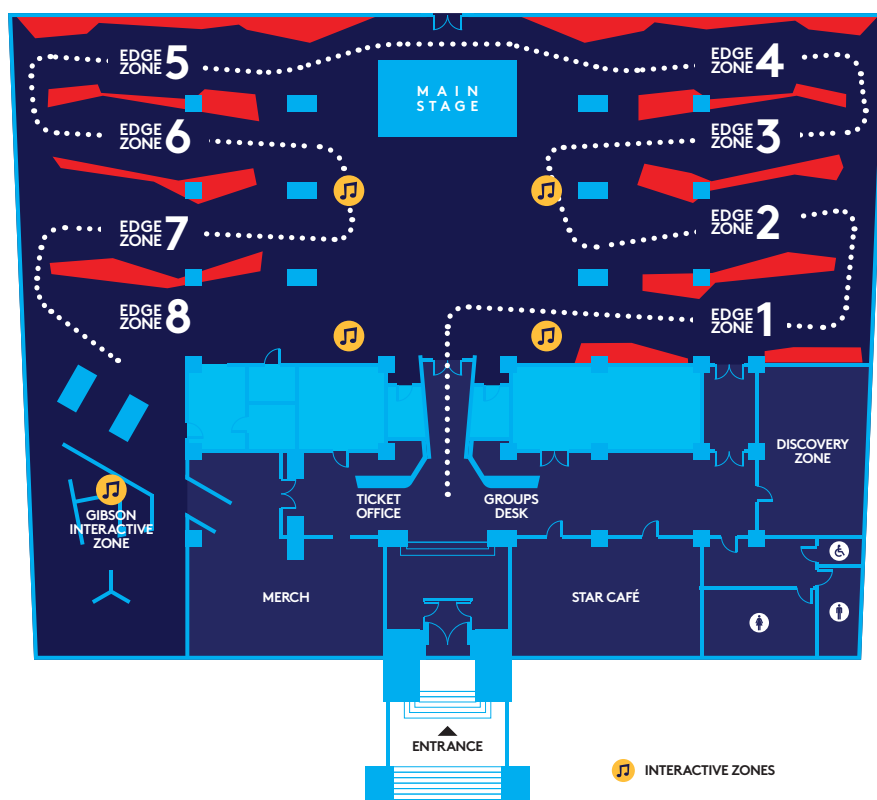 EDGE
ZONE 5
EDGE
ZONE 4
MAIN
STAGE
EDGE
ZONE 6
EDGE
ZONE 3
EDGE
ZONE 7
EDGE
ZONE 2
EDGE
ZONE 8
EDGE
ZONE 1
DISCOVERY
ZONE
TICKET
OFFICE
GROUPS
DESK
GIBSON
INTERACTIVE
ZONE
MERCH
STAR CAFÉ
ENTRANCE
INTERACTIVE ZONES